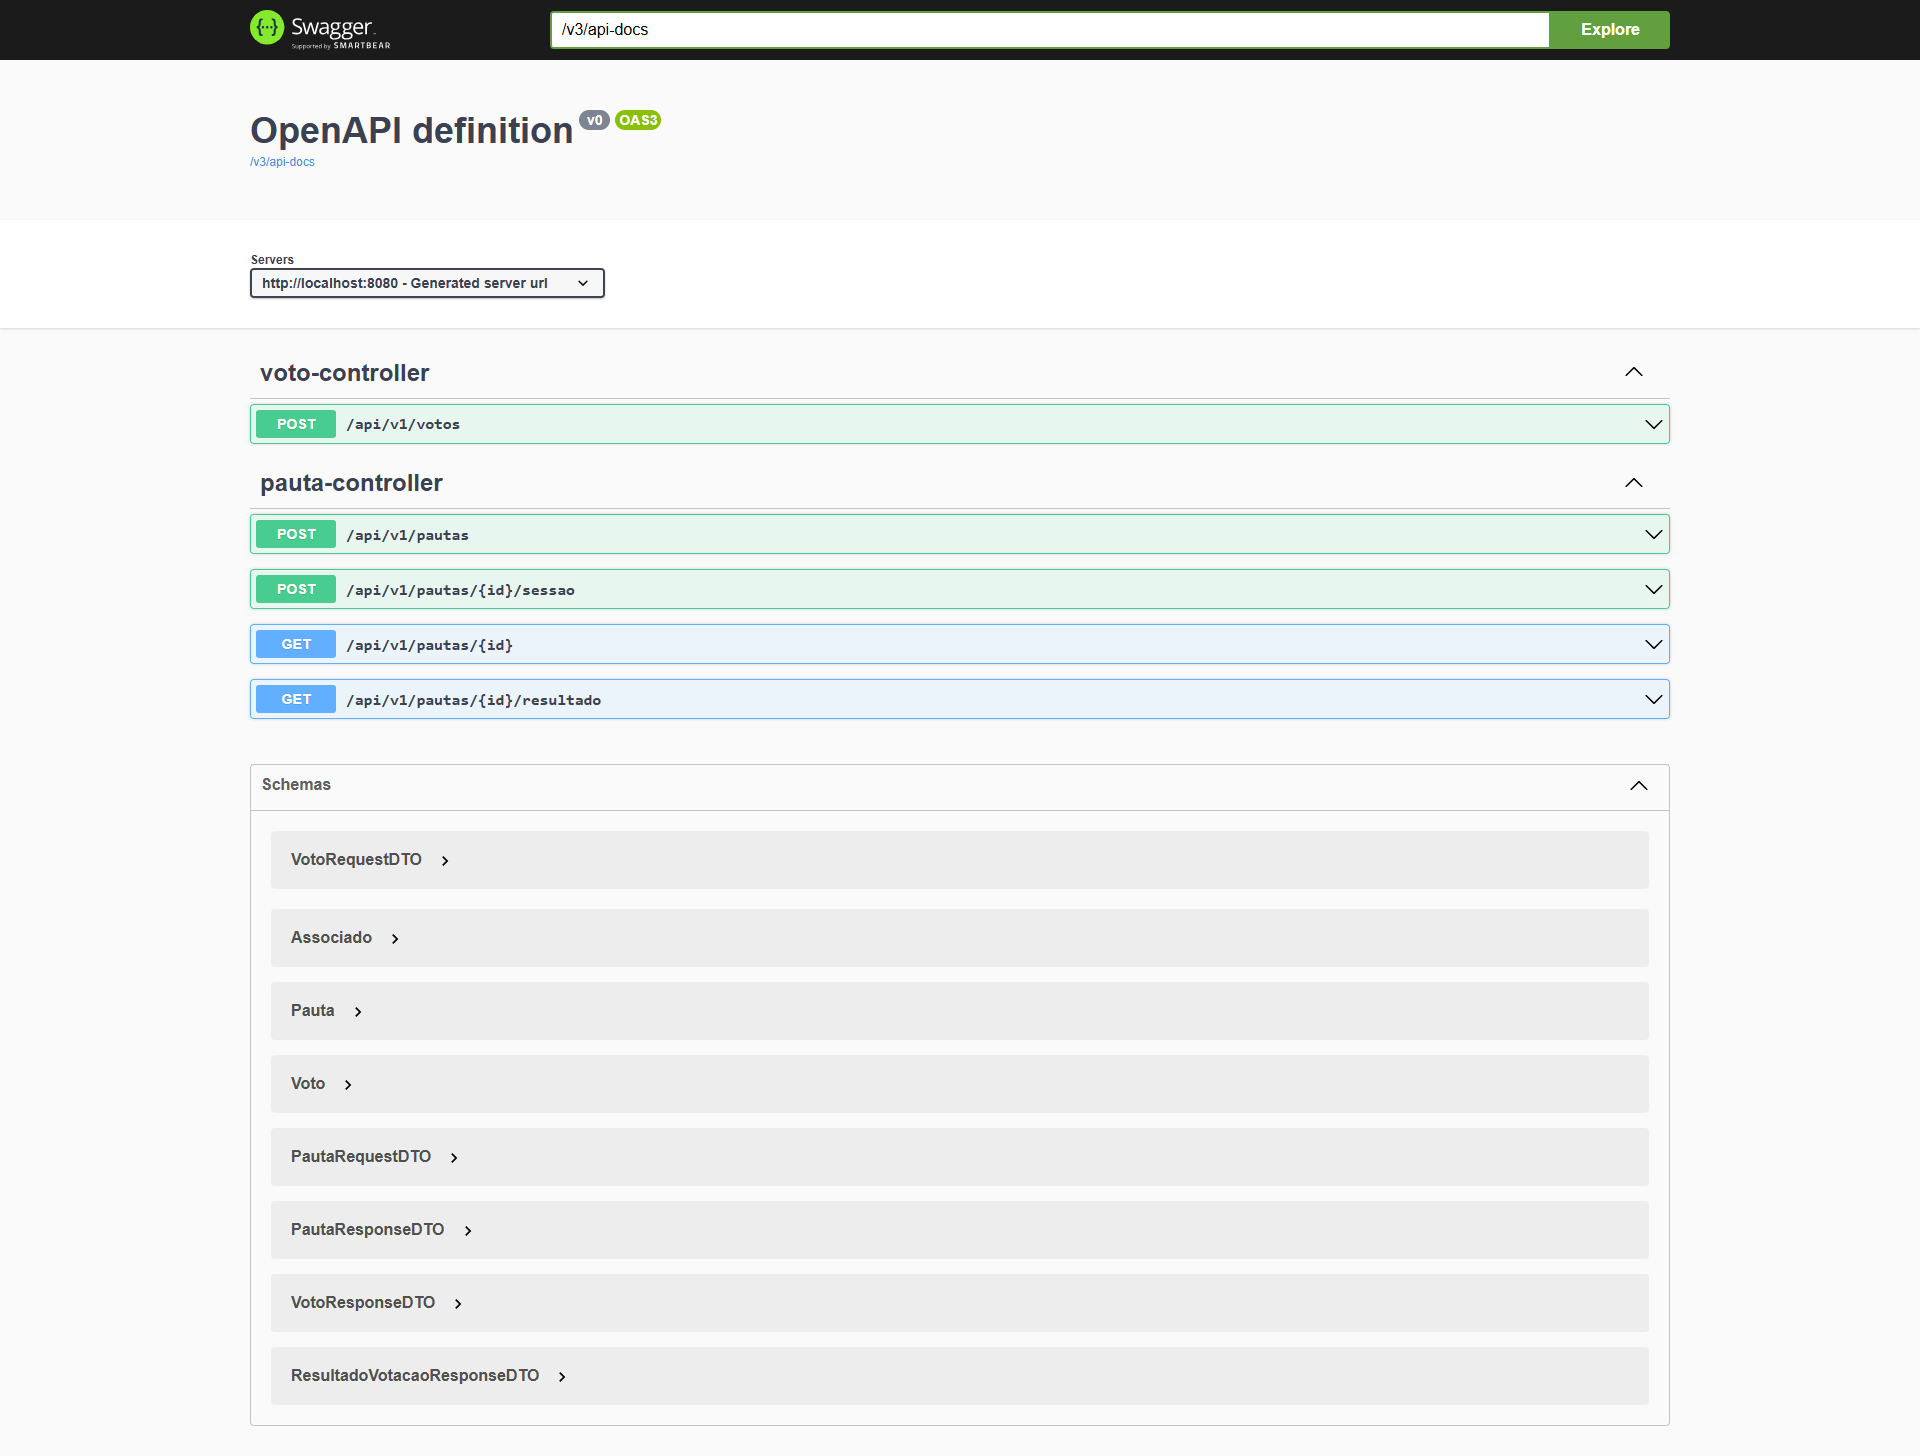 Swagger
Supported by SMARTBEAR
/v3/api-docs
Explore
OpenAPI definition v0 OAS3
/v3/api-docs
Servers
http://localhost:8080 - Generated server url
voto-controller
POST /api/v1/votos
pauta-controller
POST /api/v1/pautas
POST /api/v1/pautas/{id}/sessao
GET /api/v1/pautas/{id}
GET /api/v1/pautas/{id}/resultado
Schemas
VotoRequestDTO
Associado
Pauta
Voto
PautaRequestDTO
PautaResponseDTO
VotoResponseDTO
ResultadoVotacaoResponseDTO